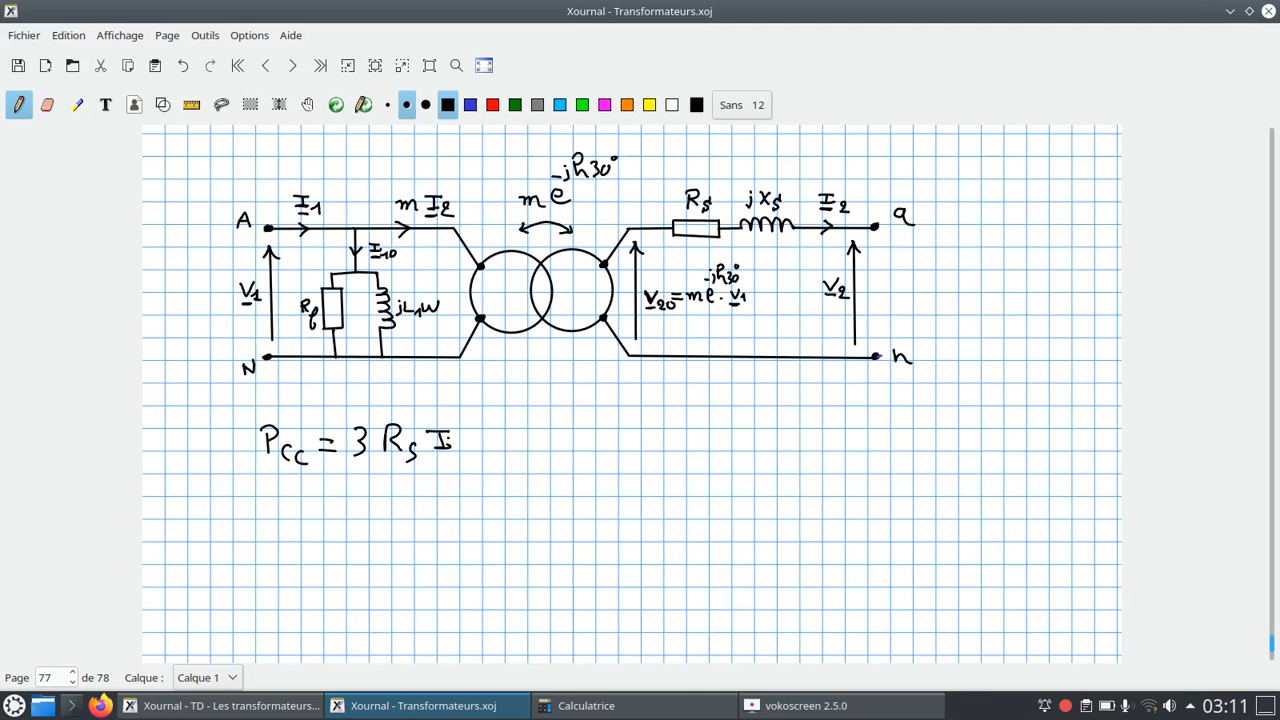 Xournal - Transformateurs.xoj
Fichier Edition Affichage Page Outils Options Aide
T Sans 12
m e^-jh30°
A I1 m I2 Rs jXs I2 a
I10
V1 Rf jL1W V20 = m e^-jh30° . V1 V2
N n
Pcc = 3 Rs I
Page 77 de 78 Calque : Calque 1
Xournal - TD - Les transformateurs... Xournal - Transformateurs.xoj Calculatrice vokoscreen 2.5.0 03:11